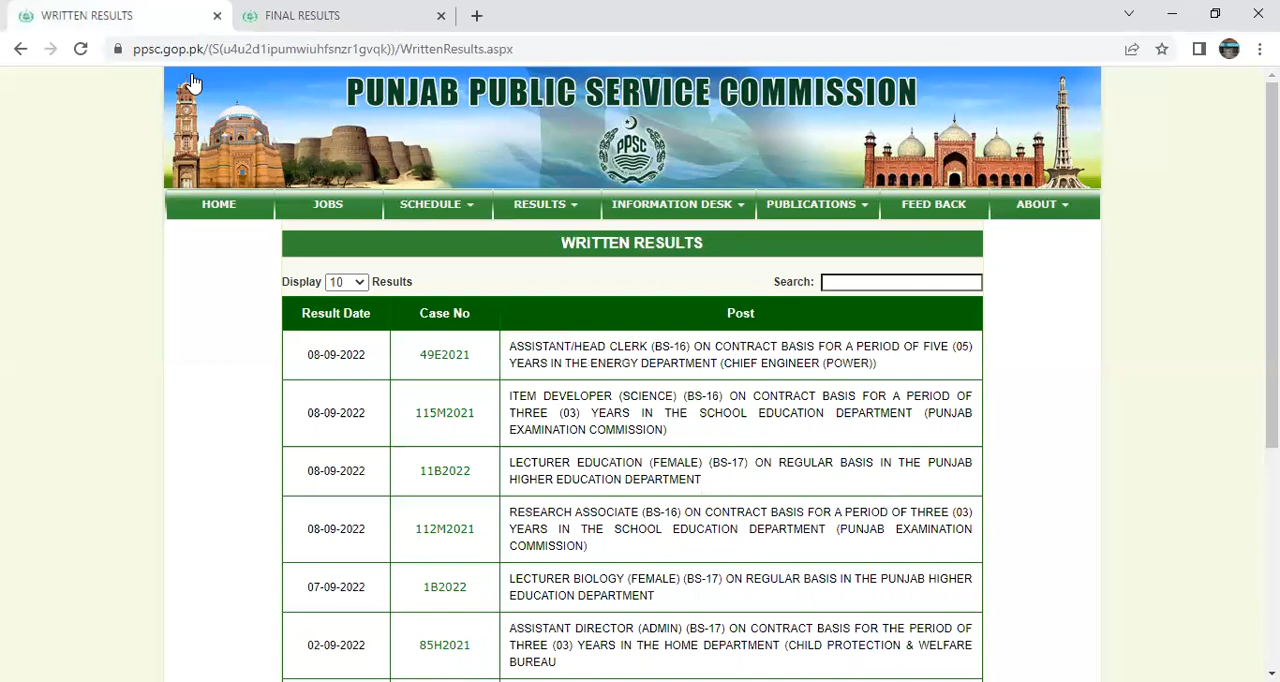 WRITTEN RESULTS
FINAL RESULTS
ppsc.gop.pk/(S(u4u2d1ipumwiuhfsnzr1gvqk))/WrittenResults.aspx
PUNJAB PUBLIC SERVICE COMMISSION
PPSC
HOME JOBS SCHEDULE RESULTS INFORMATION DESK PUBLICATIONS FEED BACK ABOUT
WRITTEN RESULTS
Display 10 Results Search:
Result Date Case No Post
08-09-2022 49E2021 ASSISTANT/HEAD CLERK (BS-16) ON CONTRACT BASIS FOR A PERIOD OF FIVE (05)
YEARS IN THE ENERGY DEPARTMENT (CHIEF ENGINEER (POWER))
08-09-2022 115M2021 ITEM DEVELOPER (SCIENCE) (BS-16) ON CONTRACT BASIS FOR A PERIOD OF
THREE (03) YEARS IN THE SCHOOL EDUCATION DEPARTMENT (PUNJAB
EXAMINATION COMMISSION)
08-09-2022 11B2022 LECTURER EDUCATION (FEMALE) (BS-17) ON REGULAR BASIS IN THE PUNJAB
HIGHER EDUCATION DEPARTMENT
08-09-2022 112M2021 RESEARCH ASSOCIATE (BS-16) ON CONTRACT BASIS FOR A PERIOD OF THREE (03)
YEARS IN THE SCHOOL EDUCATION DEPARTMENT (PUNJAB EXAMINATION
COMMISSION)
07-09-2022 1B2022 LECTURER BIOLOGY (FEMALE) (BS-17) ON REGULAR BASIS IN THE PUNJAB HIGHER
EDUCATION DEPARTMENT
02-09-2022 85H2021 ASSISTANT DIRECTOR (ADMIN) (BS-17) ON CONTRACT BASIS FOR THE PERIOD OF
THREE (03) YEARS IN THE HOME DEPARTMENT (CHILD PROTECTION & WELFARE
BUREAU